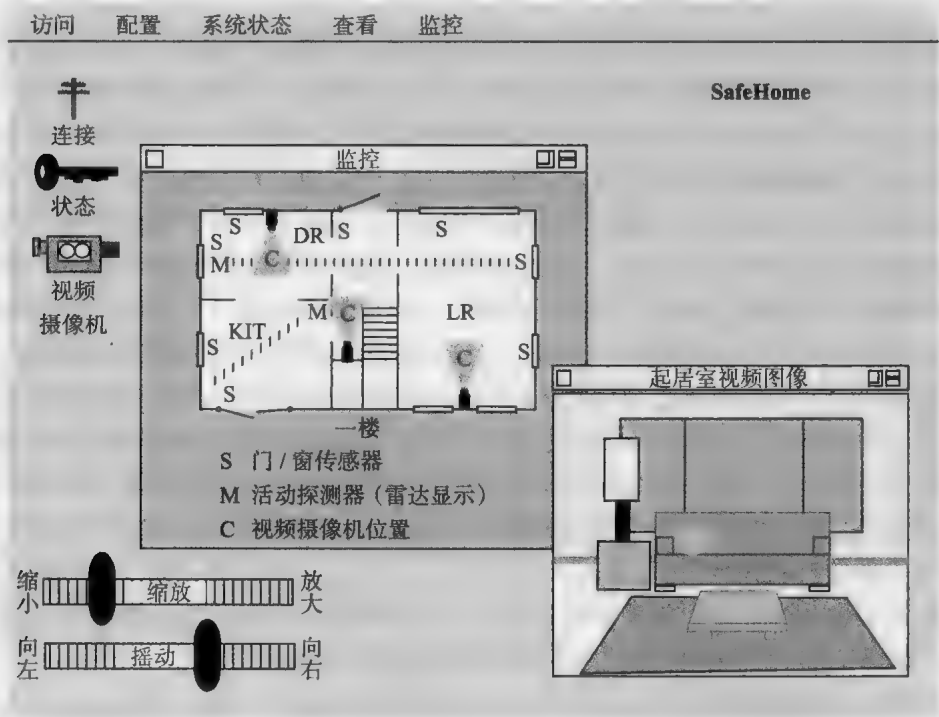 访问 配置 系统状态 查看 监控
SafeHome
连接
状态
视频
摄像机
监控
S S DR S S
M C S
M C LR
KIT
S C S
S
一楼
S 门/窗传感器
M 活动探测器（雷达显示）
C 视频摄像机位置
起居室视频图像
缩小 缩放 放大
向左 摇动 向右